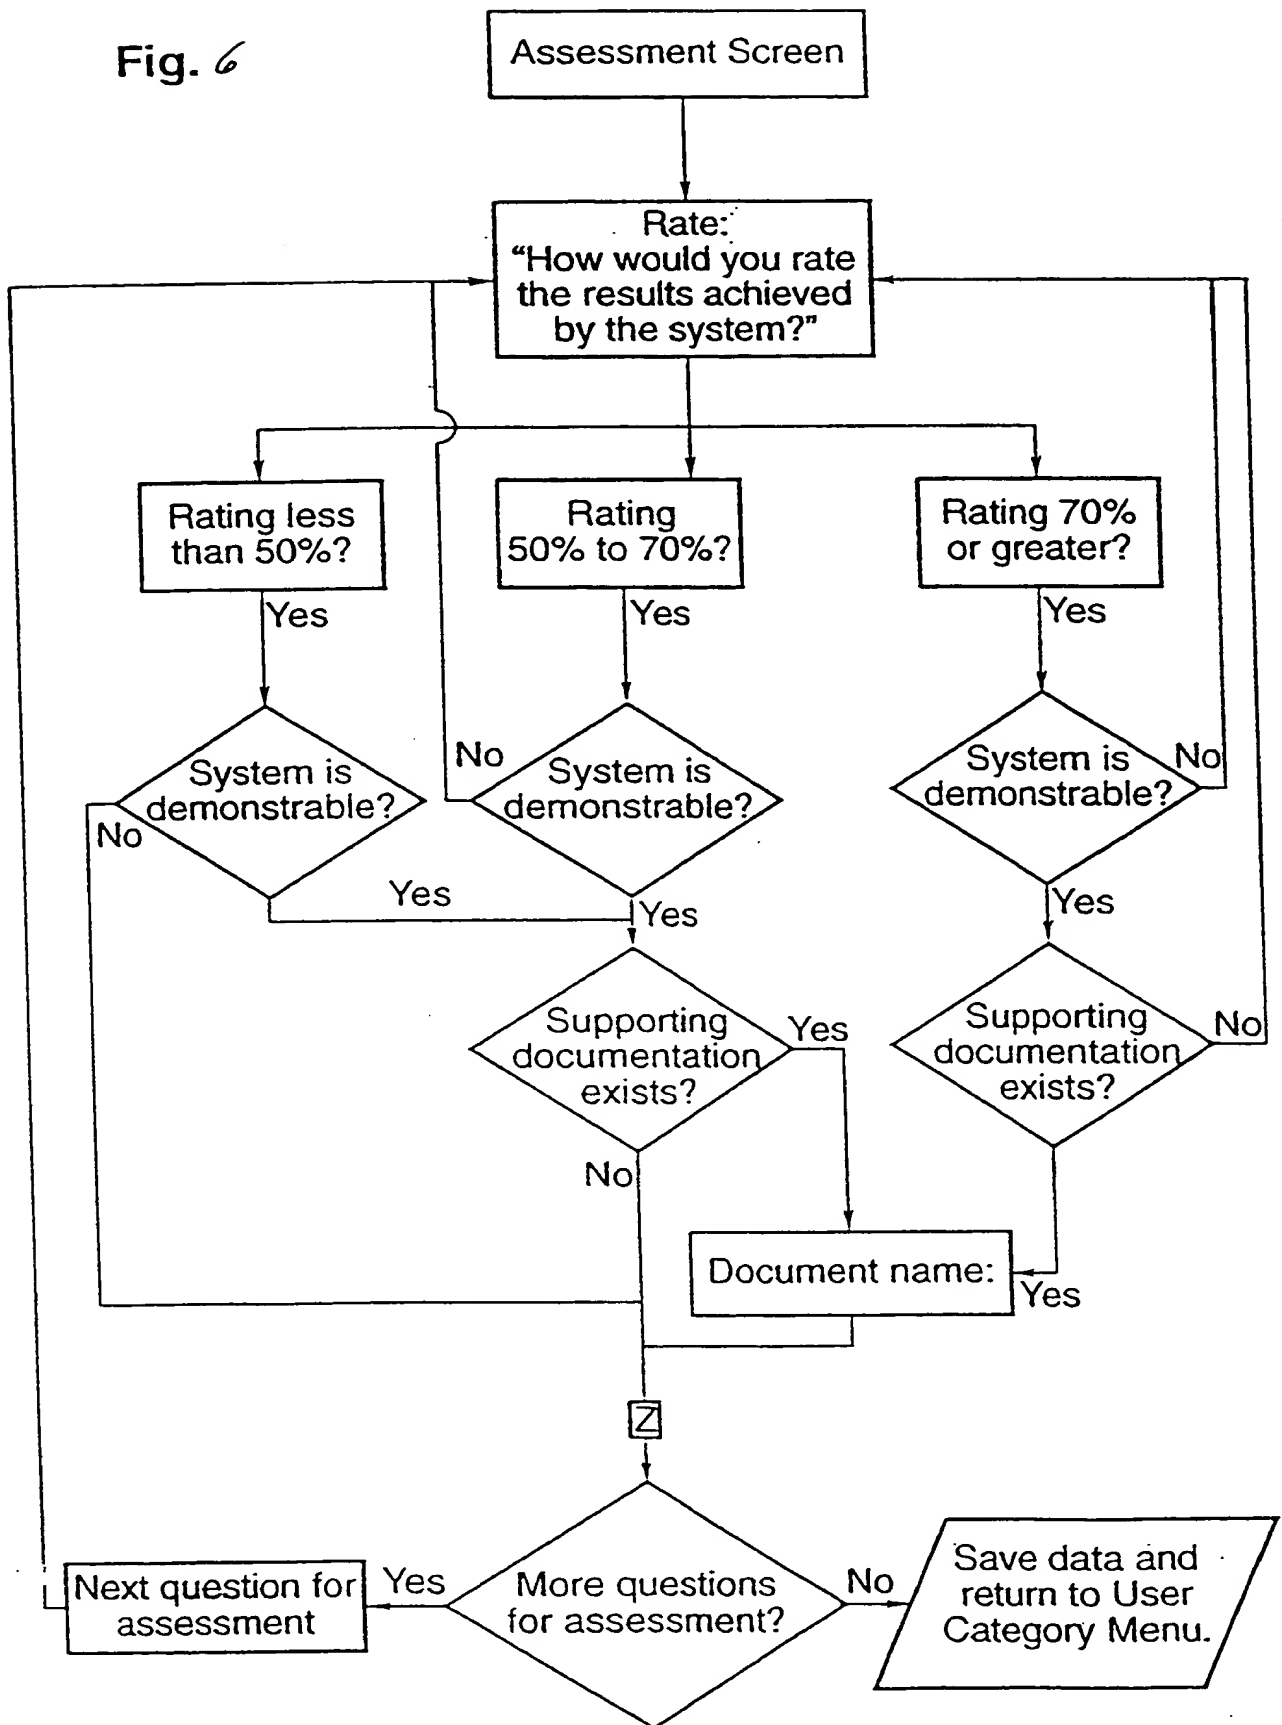 Fig. 6
Assessment Screen
Rate:
“How would you rate
the results achieved
by the system?”
Rating less
than 50%?
Rating
50% to 70%?
Rating 70%
or greater?
Yes
Yes
Yes
System is
demonstrable?
No
No
System is
demonstrable?
System is
demonstrable?
No
Yes
Yes
Yes
Supporting
documentation
exists?
Yes
No
Supporting
documentation
exists?
No
Document name:
Yes
Z
Next question for
assessment
Yes
More questions
for assessment?
No
Save data and
return to User
Category Menu.